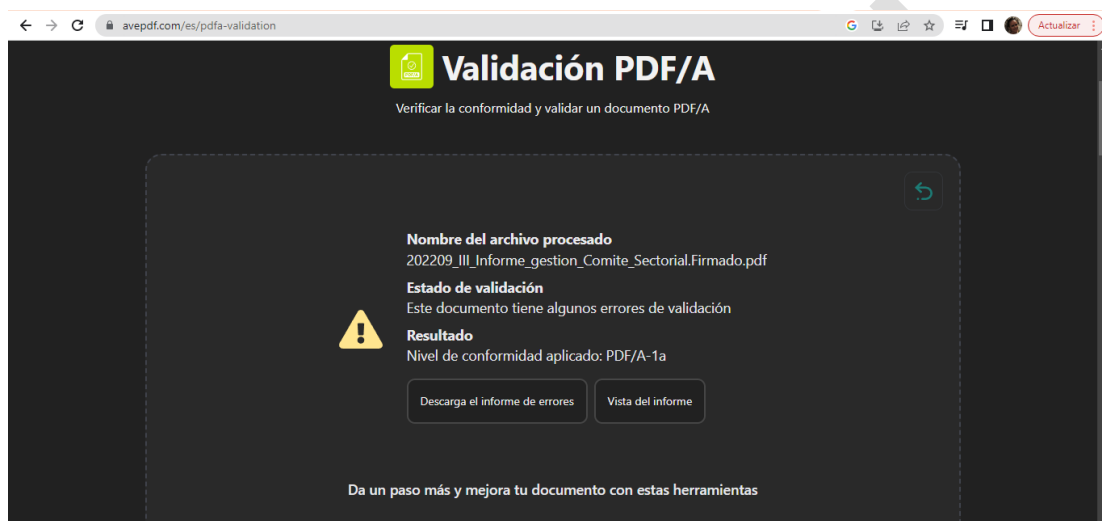 avepdf.com/es/pdfa-validation
Actualizar
Validación PDF/A
Verificar la conformidad y validar un documento PDF/A
Nombre del archivo procesado
202209_III_Informe_gestion_Comite_Sectorial.Firmado.pdf
Estado de validación
Este documento tiene algunos errores de validación
Resultado
Nivel de conformidad aplicado: PDF/A-1a
Descarga el informe de errores Vista del informe
Da un paso más y mejora tu documento con estas herramientas